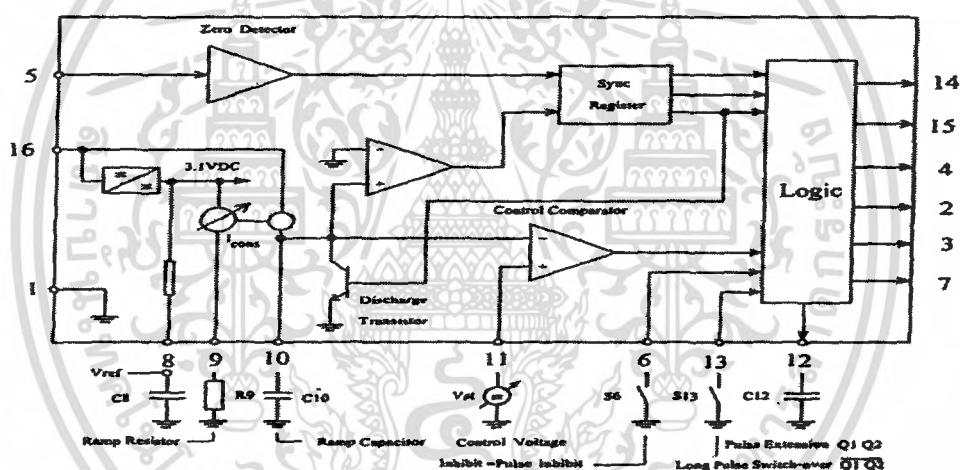 Zero Detector
5
Sync
Register
14
15
16
3.1VDC
Icons
Control Comparator
Logic
4
2
3
7
1
Discharge
Transistor
8
9
10
11
6
13
12
Vref
C8
R9
C10
Vst
S6
S13
C12
Ramp Resistor
Ramp Capacitor
Control Voltage
Inhibit = Pulse Inhibit
Pulse Extensive Q1 Q2
Long Pulse Switch-over Q1 Q2